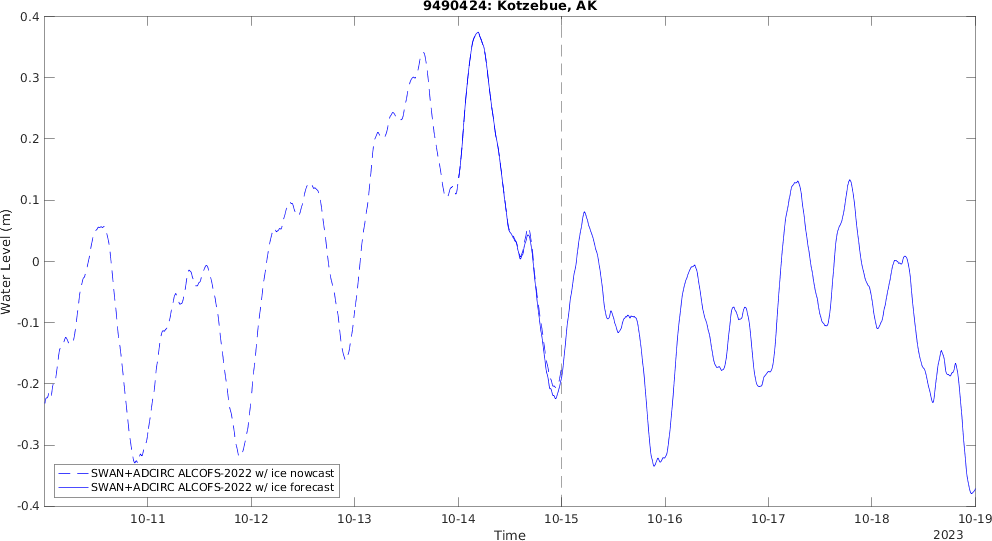 9490424: Kotzebue, AK
0.4
0.3
0.2
0.1
0
-0.1
-0.2
-0.3
-0.4
Water Level (m)
SWAN+ADCIRC ALCOFS-2022 w/ ice nowcast
SWAN+ADCIRC ALCOFS-2022 w/ ice forecast
10-11 10-12 10-13 10-14 10-15 10-16 10-17 10-18 10-19
Time
2023